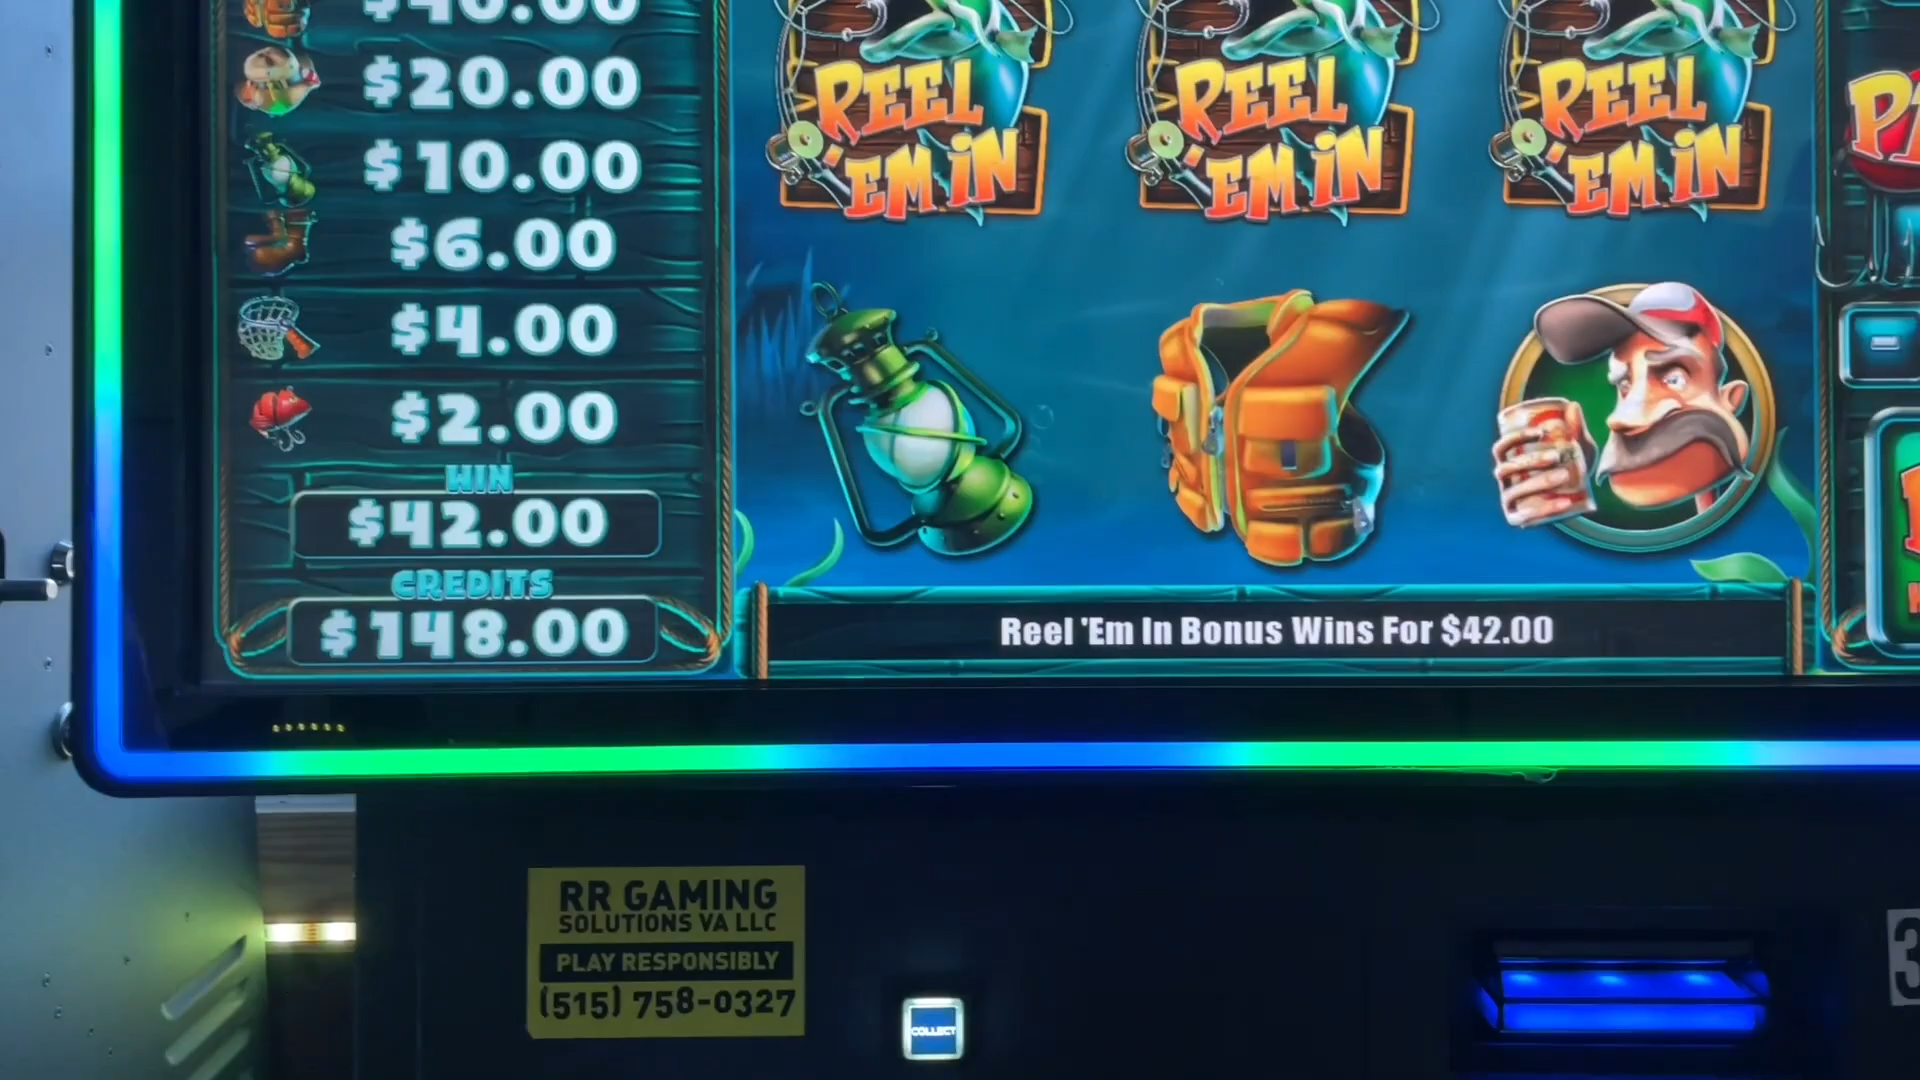 $40.00
$20.00
$10.00
$6.00
$4.00
$2.00
WIN
$42.00
CREDITS
$148.00
REEL
'EM IN
REEL
'EM IN
REEL
'EM IN
Reel 'Em In Bonus Wins For $42.00
RR GAMING
SOLUTIONS VA LLC
PLAY RESPONSIBLY
(515) 758-0327
COLLECT